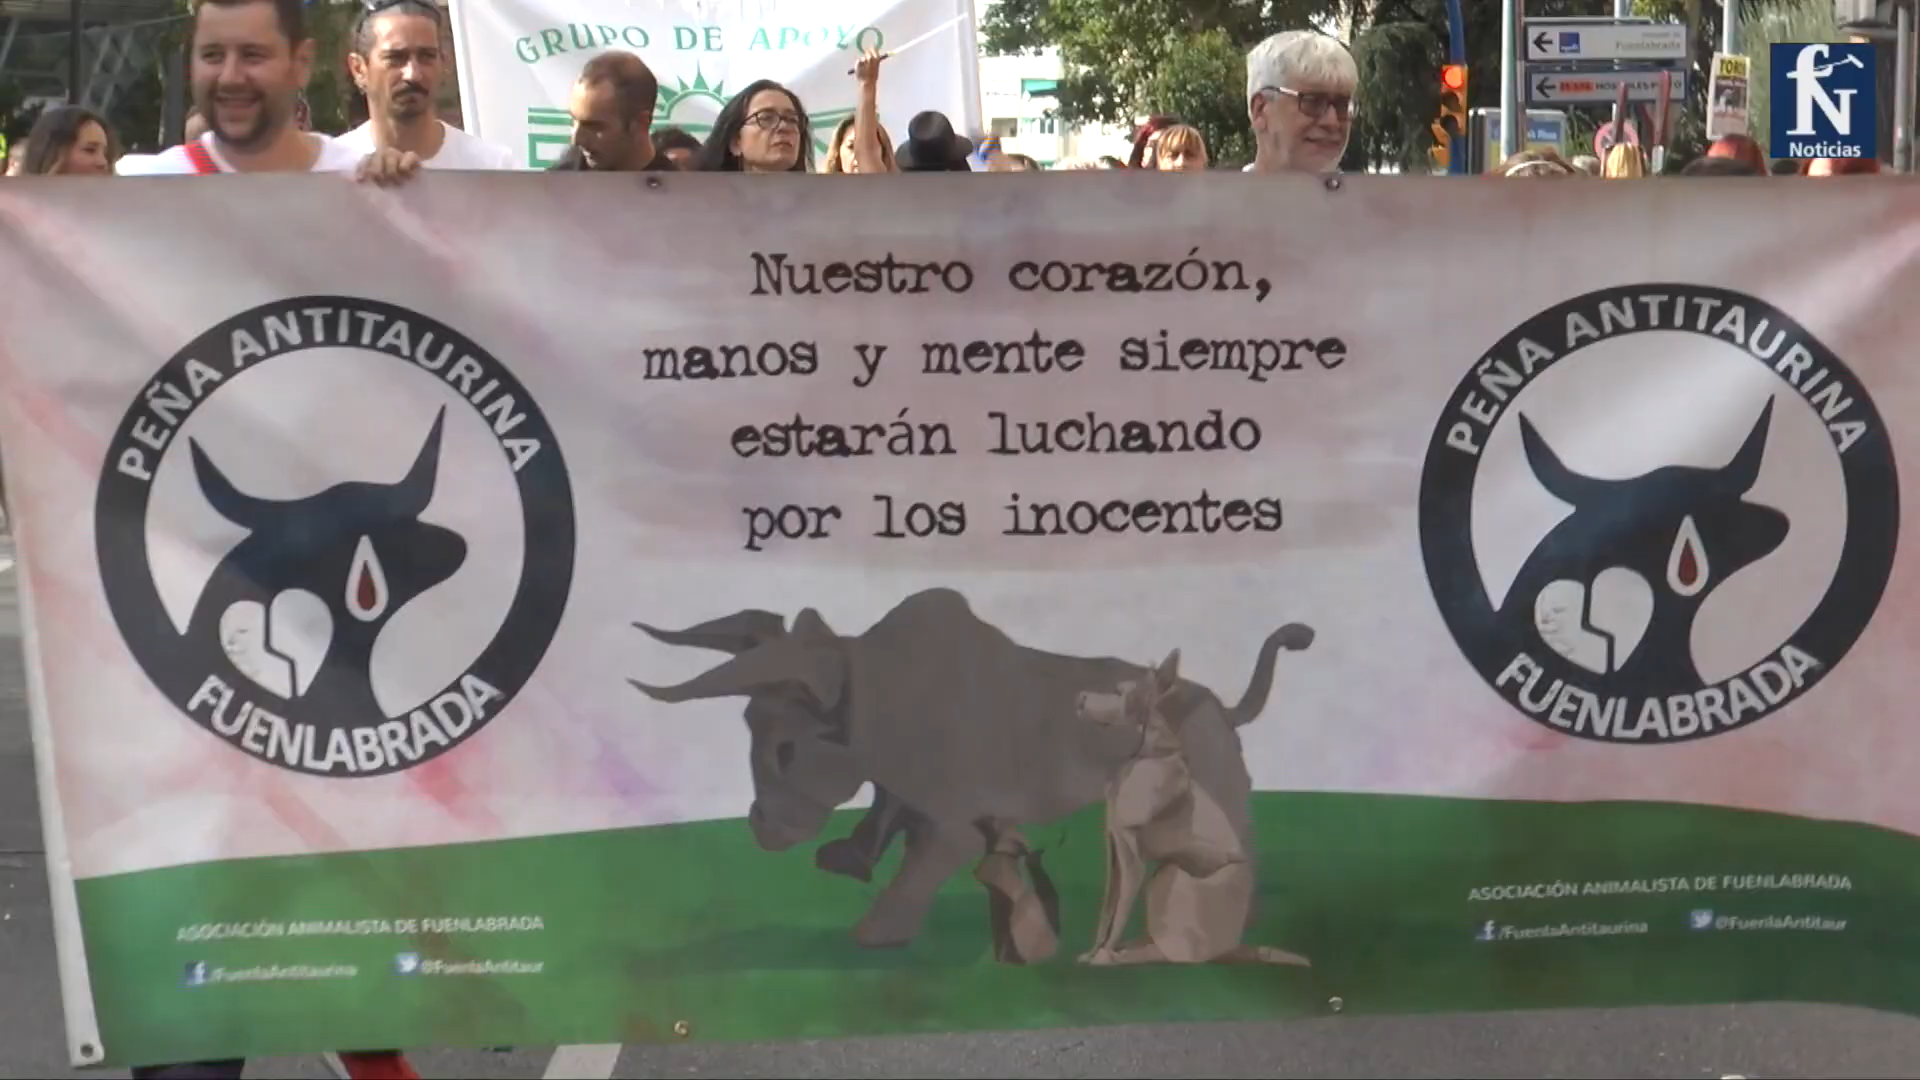 GRUPO DE APOYO
Fuenlabrada
TOROS
fN
Noticias
Nuestro corazón,
manos y mente siempre
estarán luchando
por los inocentes
PEÑA ANTITAURINA
FUENLABRADA
PEÑA ANTITAURINA
FUENLABRADA
ASOCIACIÓN ANIMALISTA DE FUENLABRADA
f/FuenlaAntitaurina @FuenlaAntitaur
ASOCIACIÓN ANIMALISTA DE FUENLABRADA
f/FuenlaAntitaurina @FuenlaAntitaur